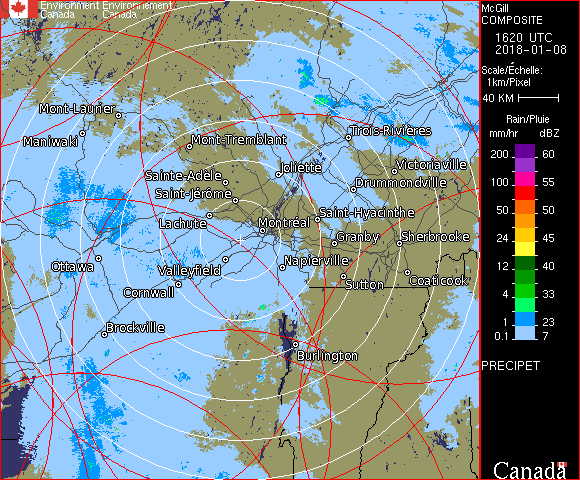 Environment Environnement
Canada Canada
McGill
COMPOSITE
1620 UTC
2018-01-08
Scale/Échelle:
1km/Pixel
40 KM
Rain/Pluie
mm/hr dBZ
200 60
100 55
50 50
24 45
12 40
8 35
4 30
1 23
0.1 7
PRECIPET
Canada
Mont-Laurier
Maniwaki
Mont-Tremblant
Trois-Rivières
Joliette
Victoriaville
Sainte-Adèle
Drummondville
Saint-Jérôme
Saint-Hyacinthe
Lachute
Montréal
Granby
Sherbrooke
Ottawa
Valleyfield
Napierville
Cornwall
Sutton
Coaticook
Brockville
Burlington